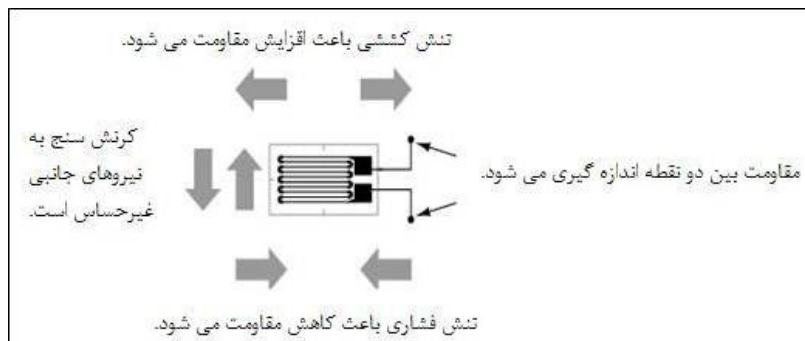 تنش کششی باعث اقزایش مقاومت می شود.
کرنش سنج به
نیروهای جانبی
غیرحساس است.
مقاومت بین دو نقطه اندازه گیری می شود.
تنش فشاری باعث کاهش مقاومت می شود.